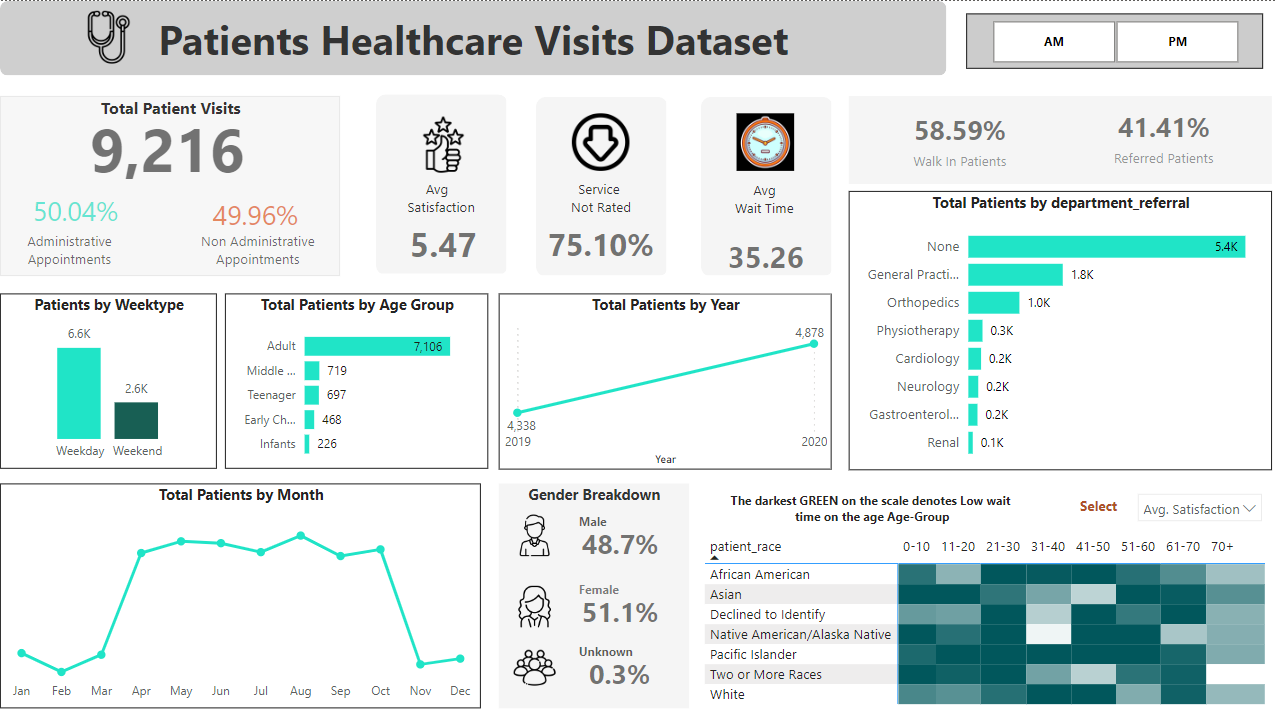 Patients Healthcare Visits Dataset
AM
PM
Total Patient Visits
9,216
50.04%
Administrative
Appointments
49.96%
Non Administrative
Appointments
Avg
Satisfaction
5.47
Service
Not Rated
75.10%
Avg
Wait Time
35.26
58.59%
Walk In Patients
41.41%
Referred Patients
Total Patients by department_referral
None 5.4K
General Practi... 1.8K
Orthopedics 1.0K
Physiotherapy 0.3K
Cardiology 0.2K
Neurology 0.2K
Gastroenterol... 0.2K
Renal 0.1K
Patients by Weektype
6.6K
2.6K
Weekday Weekend
Total Patients by Age Group
Adult 7,106
Middle ... 719
Teenager 697
Early Ch... 468
Infants 226
Total Patients by Year
4,878
4,338
2019 2020
Year
Total Patients by Month
Jan Feb Mar Apr May Jun Jul Aug Sep Oct Nov Dec
Gender Breakdown
Male
48.7%
Female
51.1%
Unknown
0.3%
The darkest GREEN on the scale denotes Low wait
time on the age Age-Group
Select
Avg. Satisfaction
patient_race 0-10 11-20 21-30 31-40 41-50 51-60 61-70 70+
African American
Asian
Declined to Identify
Native American/Alaska Native
Pacific Islander
Two or More Races
White